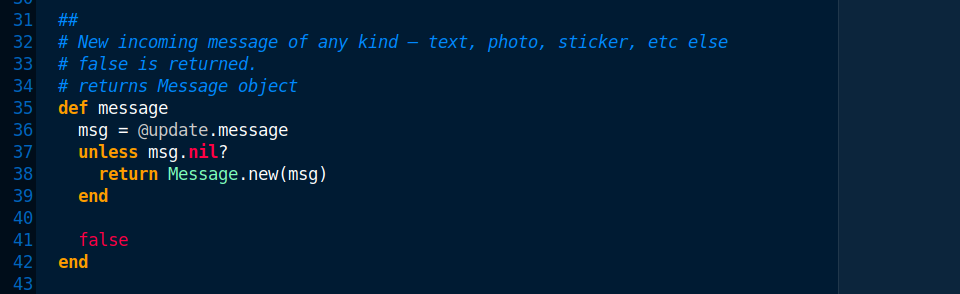 30
31 ##
32 # New incoming message of any kind — text, photo, sticker, etc else
33 # false is returned.
34 # returns Message object
35 def message
36 msg = @update.message
37 unless msg.nil?
38 return Message.new(msg)
39 end
40
41 false
42 end
43